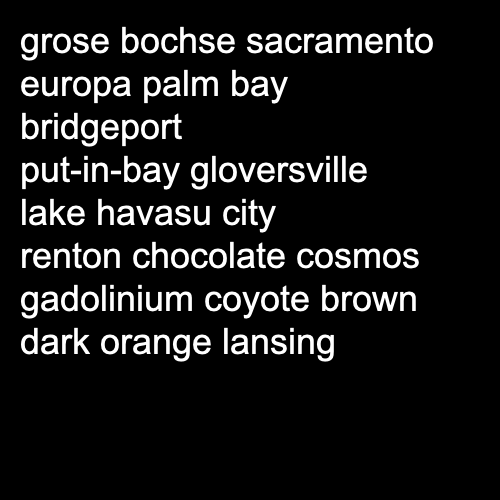 grose bochse sacramento
europa palm bay
bridgeport
put-in-bay gloversville
lake havasu city
renton chocolate cosmos
gadolinium coyote brown
dark orange lansing